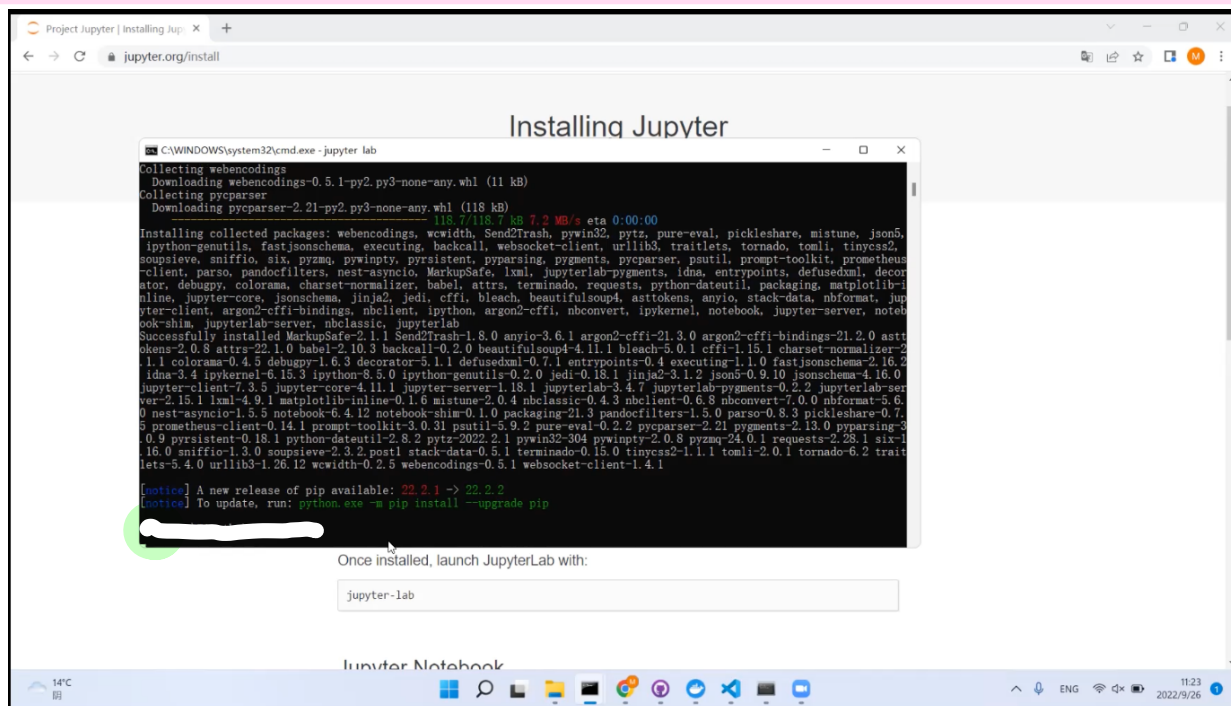 Project Jupyter | Installing Jup
jupyter.org/install
M
Installing Jupyter
C:\WINDOWS\system32\cmd.exe - jupyter lab
Collecting webencodings
Downloading webencodings-0.5.1-py2.py3-none-any.whl (11 kB)
Collecting pycparser
Downloading pycparser-2.21-py2.py3-none-any.whl (118 kB)
118.7/118.7 kB 7.2 MB/s eta 0:00:00
Installing collected packages: webencodings, wcwidth, Send2Trash, pywin32, pytz, pure-eval, pickleshare, mistune, json5,
ipython-genutils, fastjsonschema, executing, backcall, websocket-client, urllib3, traitlets, tornado, tomli, tinycss2,
soupsieve, sniffio, six, pyzmq, pywinpty, pyrsistent, pyparsing, pygments, pycparser, psutil, prompt-toolkit, prometheus
-client, parso, pandocfilters, nest-asyncio, MarkupSafe, lxml, jupyterlab-pygments, idna, entrypoints, defusedxml, decor
ator, debugpy, colorama, charset-normalizer, babel, attrs, terminado, requests, python-dateutil, packaging, matplotlib-i
nline, jupyter-core, jsonschema, jinja2, jedi, cffi, bleach, beautifulsoup4, asttokens, anyio, stack-data, nbformat, jup
yter-client, argon2-cffi-bindings, nbclient, ipython, argon2-cffi, nbconvert, ipykernel, notebook, jupyter-server, noteb
ook-shim, jupyterlab-server, nbclassic, jupyterlab
Successfully installed MarkupSafe-2.1.1 Send2Trash-1.8.0 anyio-3.6.1 argon2-cffi-21.3.0 argon2-cffi-bindings-21.2.0 astt
okens-2.0.8 attrs-22.1.0 babel-2.10.3 backcall-0.2.0 beautifulsoup4-4.11.1 bleach-5.0.1 cffi-1.15.1 charset-normalizer-2
.1.1 colorama-0.4.5 debugpy-1.6.3 decorator-5.1.1 defusedxml-0.7.1 entrypoints-0.4 executing-1.1.0 fastjsonschema-2.16.2
idna-3.4 ipykernel-6.15.3 ipython-8.5.0 ipython-genutils-0.2.0 jedi-0.18.1 jinja2-3.1.2 json5-0.9.10 jsonschema-4.16.0
jupyter-client-7.3.5 jupyter-core-4.11.1 jupyter-server-1.18.1 jupyterlab-3.4.7 jupyterlab-pygments-0.2.2 jupyterlab-ser
ver-2.15.1 lxml-4.9.1 matplotlib-inline-0.1.6 mistune-2.0.4 nbclassic-0.4.3 nbclient-0.6.8 nbconvert-7.0.0 nbformat-5.6.
0 nest-asyncio-1.5.5 notebook-6.4.12 notebook-shim-0.1.0 packaging-21.3 pandocfilters-1.5.0 parso-0.8.3 pickleshare-0.7.
5 prometheus-client-0.14.1 prompt-toolkit-3.0.31 psutil-5.9.2 pure-eval-0.2.2 pycparser-2.21 pygments-2.13.0 pyparsing-3
.0.9 pyrsistent-0.18.1 python-dateutil-2.8.2 pytz-2022.2.1 pywin32-304 pywinpty-2.0.8 pyzmq-24.0.1 requests-2.28.1 six-1
.16.0 sniffio-1.3.0 soupsieve-2.3.2.post1 stack-data-0.5.1 terminado-0.15.0 tinycss2-1.1.1 tomli-2.0.1 tornado-6.2 trait
lets-5.4.0 urllib3-1.26.12 wcwidth-0.2.5 webencodings-0.5.1 websocket-client-1.4.1
[notice] A new release of pip available: 22.2.1 -> 22.2.2
[notice] To update, run: python.exe -m pip install --upgrade pip
Once installed, launch JupyterLab with:
jupyter-lab
Jupyter Notebook
14°C
阴
ENG
11:23
2022/9/26
1